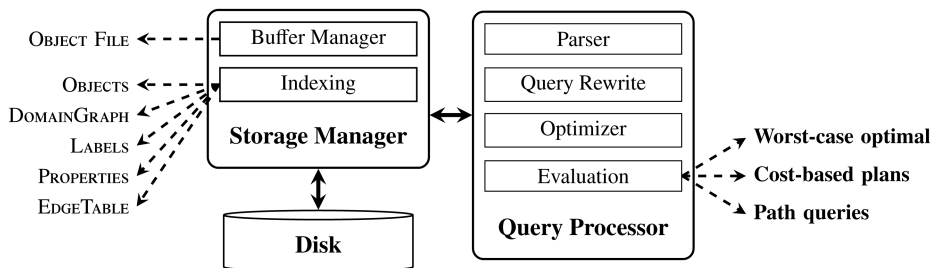 OBJECT FILE
OBJECTS
DOMAINGRAPH
LABELS
PROPERTIES
EDGETABLE
Buffer Manager
Indexing
Storage Manager
Disk
Parser
Query Rewrite
Optimizer
Evaluation
Query Processor
Worst-case optimal
Cost-based plans
Path queries